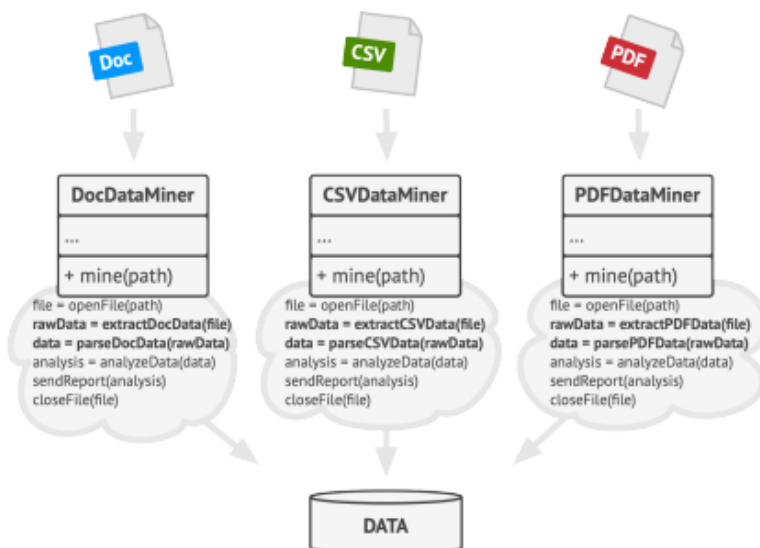 Doc
CSV
PDF
DocDataMiner
...
+ mine(path)
file = openFile(path)
rawData = extractDocData(file)
data = parseDocData(rawData)
analysis = analyzeData(data)
sendReport(analysis)
closeFile(file)
CSVDataMiner
...
+ mine(path)
file = openFile(path)
rawData = extractCSVData(file)
data = parseCSVData(rawData)
analysis = analyzeData(data)
sendReport(analysis)
closeFile(file)
PDFDataMiner
...
+ mine(path)
file = openFile(path)
rawData = extractPDFData(file)
data = parsePDFData(rawData)
analysis = analyzeData(data)
sendReport(analysis)
closeFile(file)
DATA